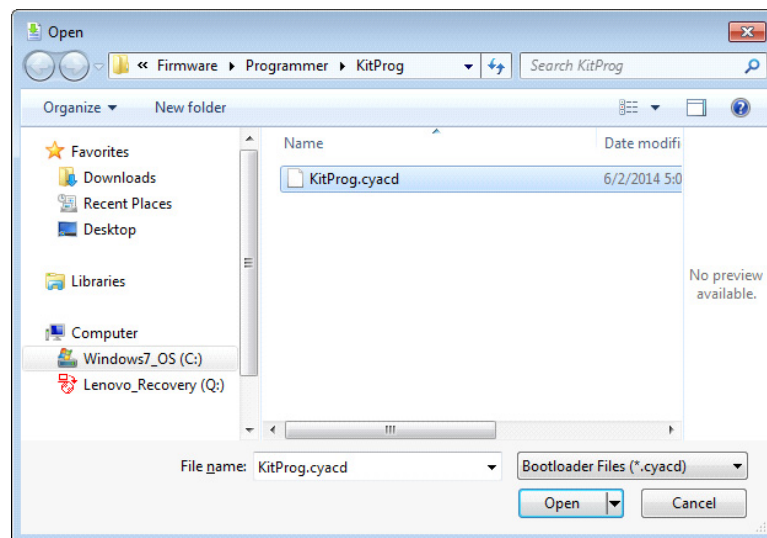 Open
« Firmware ▸ Programmer ▸ KitProg
Search KitProg
Organize ▾ New folder
Name
Date modifi
Favorites
Downloads
Recent Places
Desktop
Libraries
Computer
Windows7_OS (C:)
Lenovo_Recovery (Q:)
KitProg.cyacd
6/2/2014 5:0
No preview
available.
File name: KitProg.cyacd
Bootloader Files (*.cyacd)
Open
Cancel